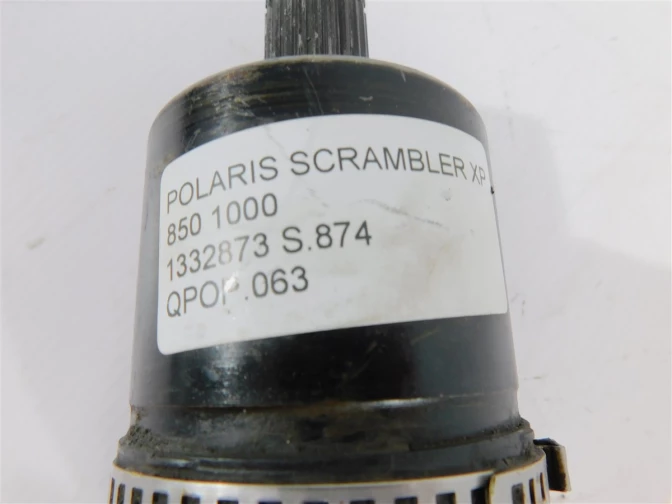 POLARIS SCRAMBLER XP
850 1000
1332873 S.874
QPOP.063